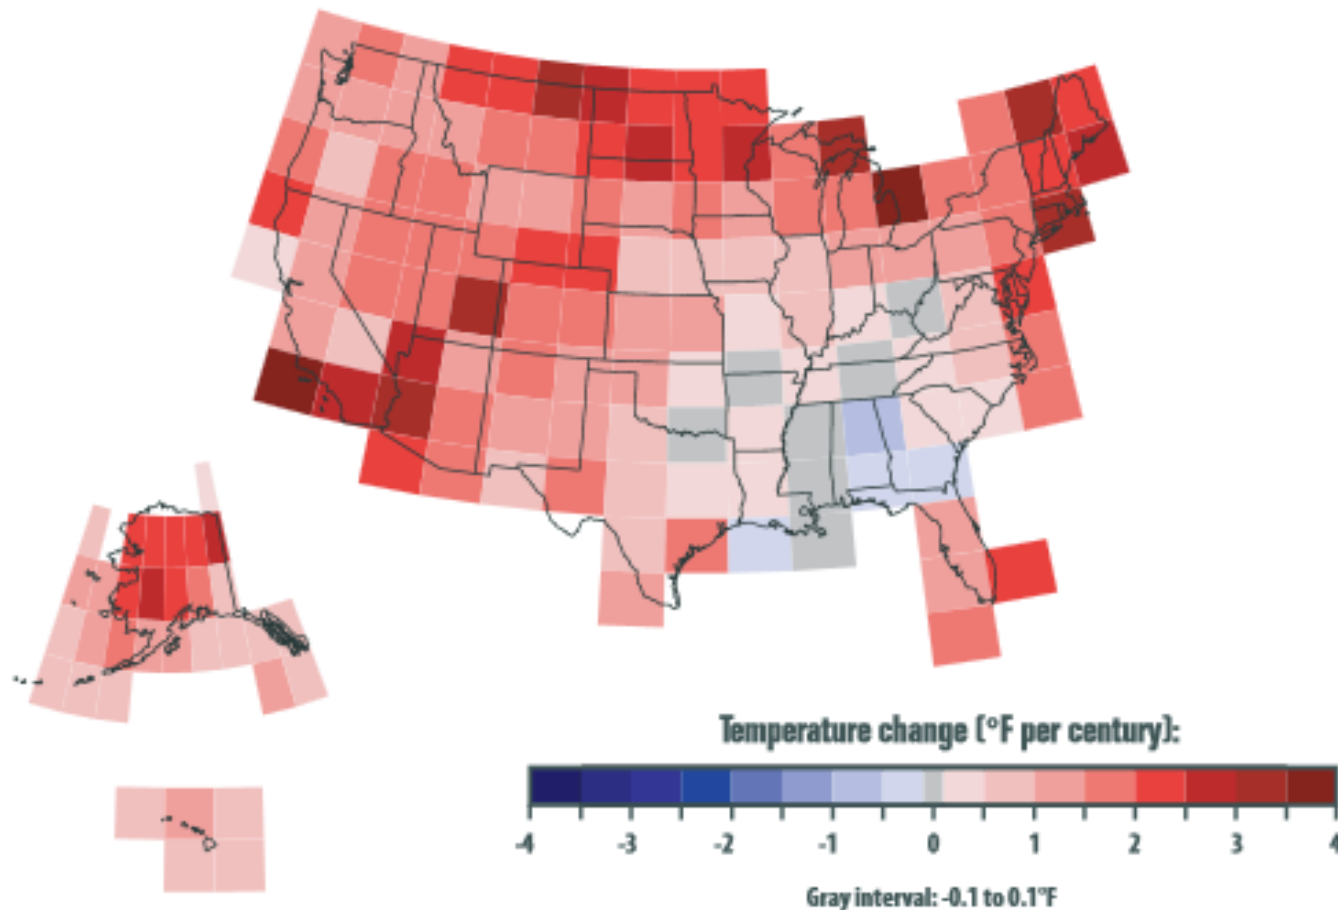 Temperature change (°F per century):
-4 -3 -2 -1 0 1 2 3 4
Gray interval: -0.1 to 0.1°F